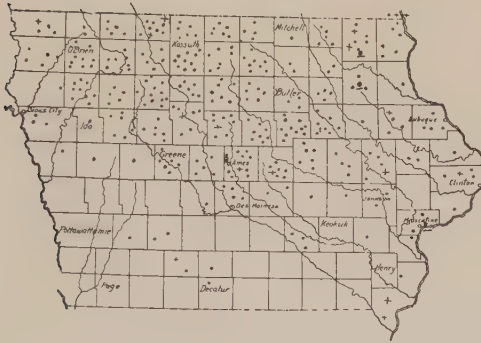 Mitchell
O'Brien
Kossuth
Butler
Sioux City
Dubuque
Ida
Greene
Ames
Clinton
Des Moines
Johnson
Muscatine
Pottawattamie
Keokuk
Henry
Page
Decatur